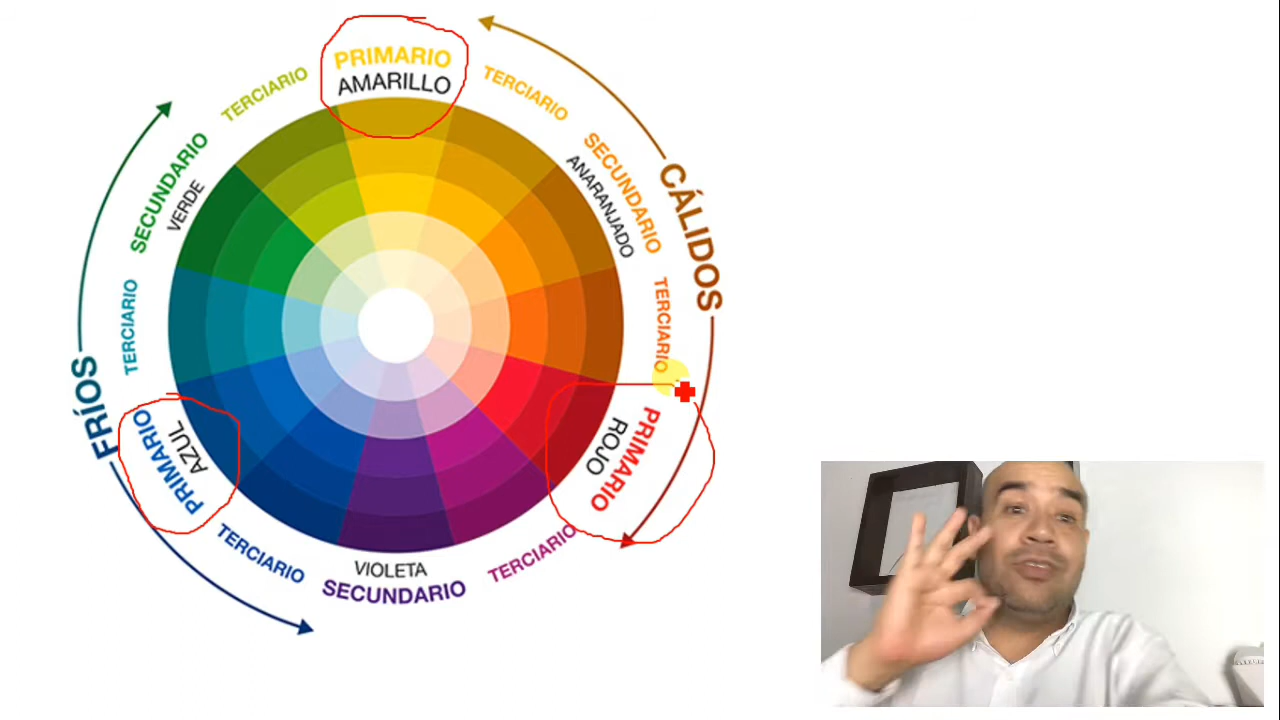 PRIMARIO
AMARILLO
TERCIARIO
SECUNDARIO
ANARANJADO
CÁLIDOS
TERCIARIO
PRIMARIO
ROJO
TERCIARIO
VIOLETA
SECUNDARIO
TERCIARIO
PRIMARIO
AZUL
FRÍOS
TERCIARIO
SECUNDARIO
VERDE
TERCIARIO